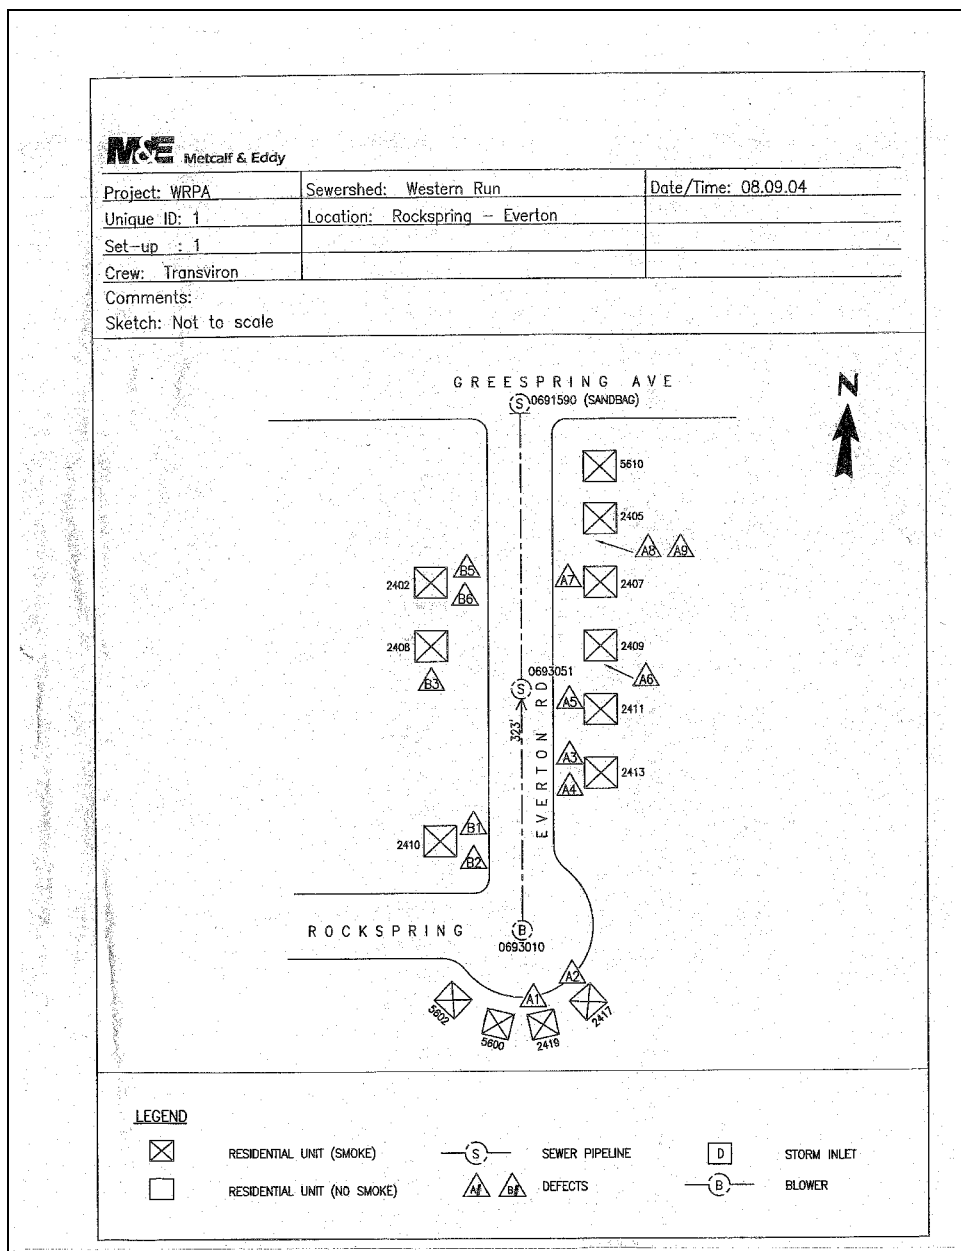 M&E Metcalf & Eddy
Project: WRPA Sewershed: Western Run Date/Time: 08.09.04
Unique ID: 1 Location: Rockspring - Everton
Set-up : 1
Crew: Transviron
Comments:
Sketch: Not to scale
GREESPRING AVE
N
S 0691590 (SANDBAG)
5610
2405
A8 A9
2402 B5 A7 2407
B6
2408 2409
B3 0693051 A6
S A5 2411
323'
EVERTON RD
A3
2413
A4
B1
2410
B2
ROCKSPRING B
0693010
A2
A1
5602 5600 2419 2417
LEGEND
RESIDENTIAL UNIT (SMOKE) S SEWER PIPELINE D STORM INLET
RESIDENTIAL UNIT (NO SMOKE) A# B# DEFECTS B BLOWER